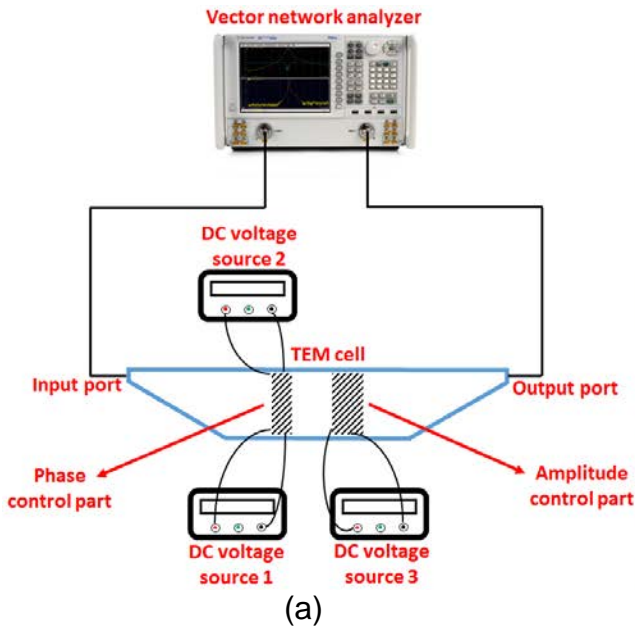 Vector network analyzer
DC voltage
source 2
TEM cell
Input port
Output port
Phase
control part
Amplitude
control part
DC voltage
source 1
DC voltage
source 3
(a)